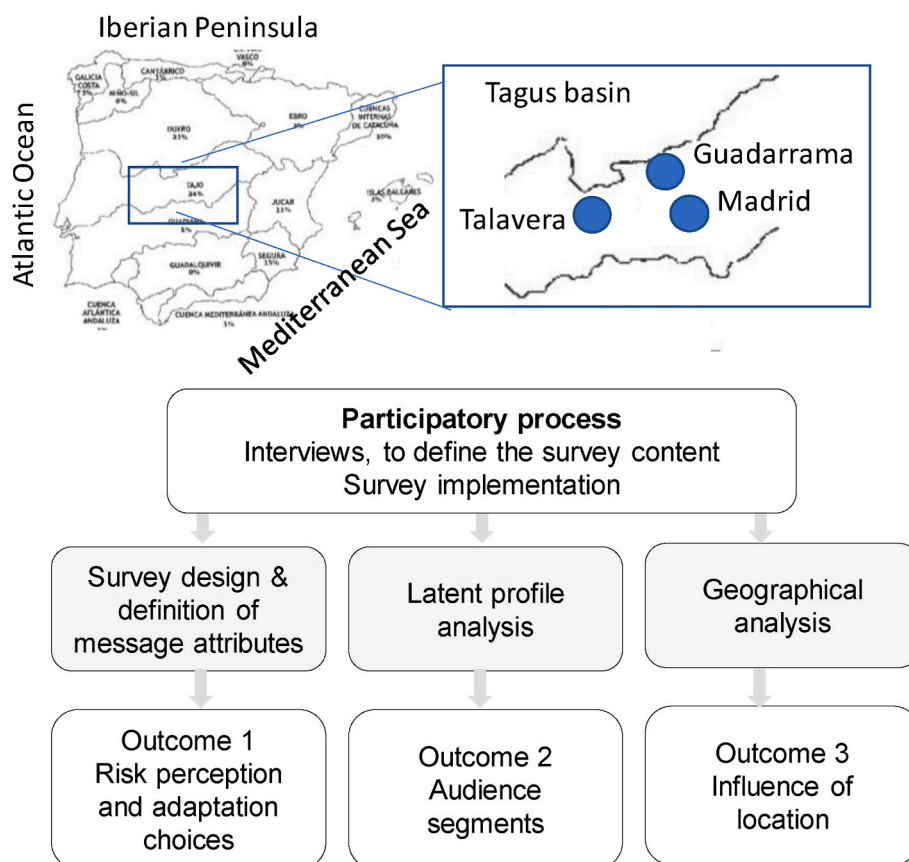 Iberian Peninsula
Atlantic Ocean
VASCO
CANTÁBRICO
GALICIA
COSTA
3%
MIÑO-SIL
6%
DUERO
21%
EBRO
CUENCAS
INTERNAS
DE CATALUÑA
10%
TAJO
24%
JUCAR
11%
ISLAS BALEARES
GUADIANA
1%
SEGURA
15%
GUADALQUIVIR
0%
CUENCA
ATLÁNTICA
ANDALUZA
CUENCA MEDITERRÁNEA ANDALUZA
1%
Mediterranean Sea
Tagus basin
Guadarrama
Talavera
Madrid
Participatory process
Interviews, to define the survey content
Survey implementation
Survey design &
definition of
message attributes
Latent profile
analysis
Geographical
analysis
Outcome 1
Risk perception
and adaptation
choices
Outcome 2
Audience
segments
Outcome 3
Influence of
location